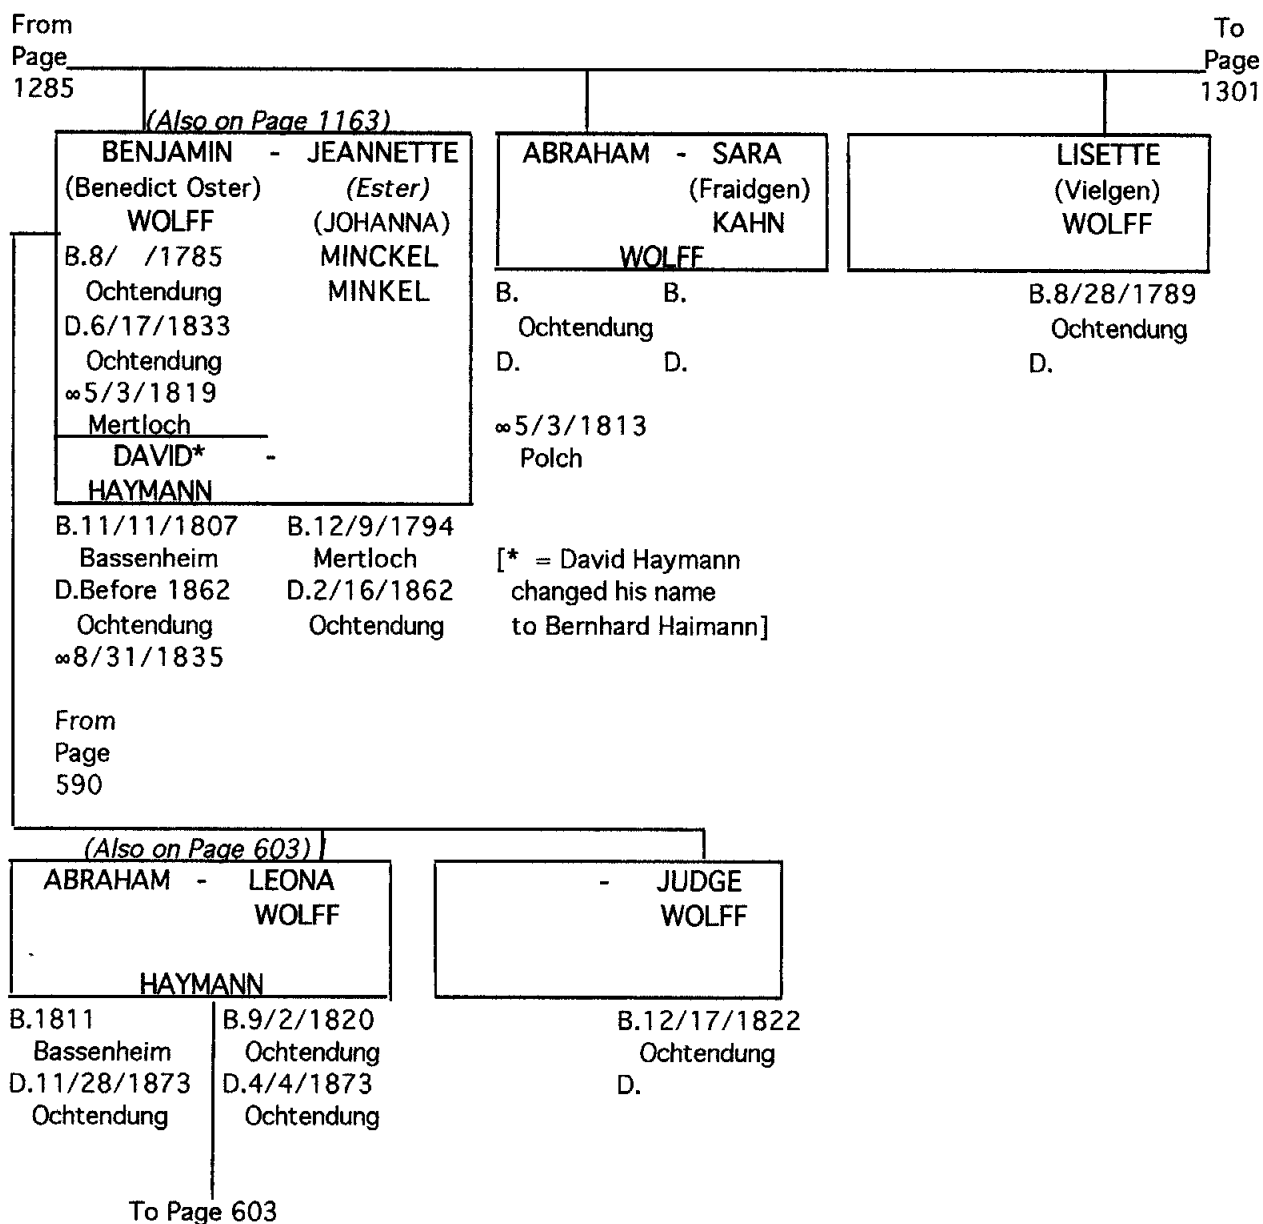 From
Page
1285
To
Page
1301
(Also on Page 1163)
BENJAMIN - JEANNETTE
(Benedict Oster) (Ester)
WOLFF (JOHANNA)
B.8/ /1785 MINCKEL
Ochtendung MINKEL
D.6/17/1833
Ochtendung
∞5/3/1819
Mertloch
DAVID* -
HAYMANN
B.11/11/1807 B.12/9/1794
Bassenheim Mertloch
D.Before 1862 D.2/16/1862
Ochtendung Ochtendung
∞8/31/1835
From
Page
590
ABRAHAM - SARA
(Fraidgen)
KAHN
WOLFF
B. B.
Ochtendung
D. D.
∞5/3/1813
Polch
[* = David Haymann
changed his name
to Bernhard Haimann]
LISETTE
(Vielgen)
WOLFF
B.8/28/1789
Ochtendung
D.
(Also on Page 603)
ABRAHAM - LEONA
WOLFF
HAYMANN
B.1811 B.9/2/1820
Bassenheim Ochtendung
D.11/28/1873 D.4/4/1873
Ochtendung Ochtendung
To Page 603
- JUDGE
WOLFF
B.12/17/1822
Ochtendung
D.